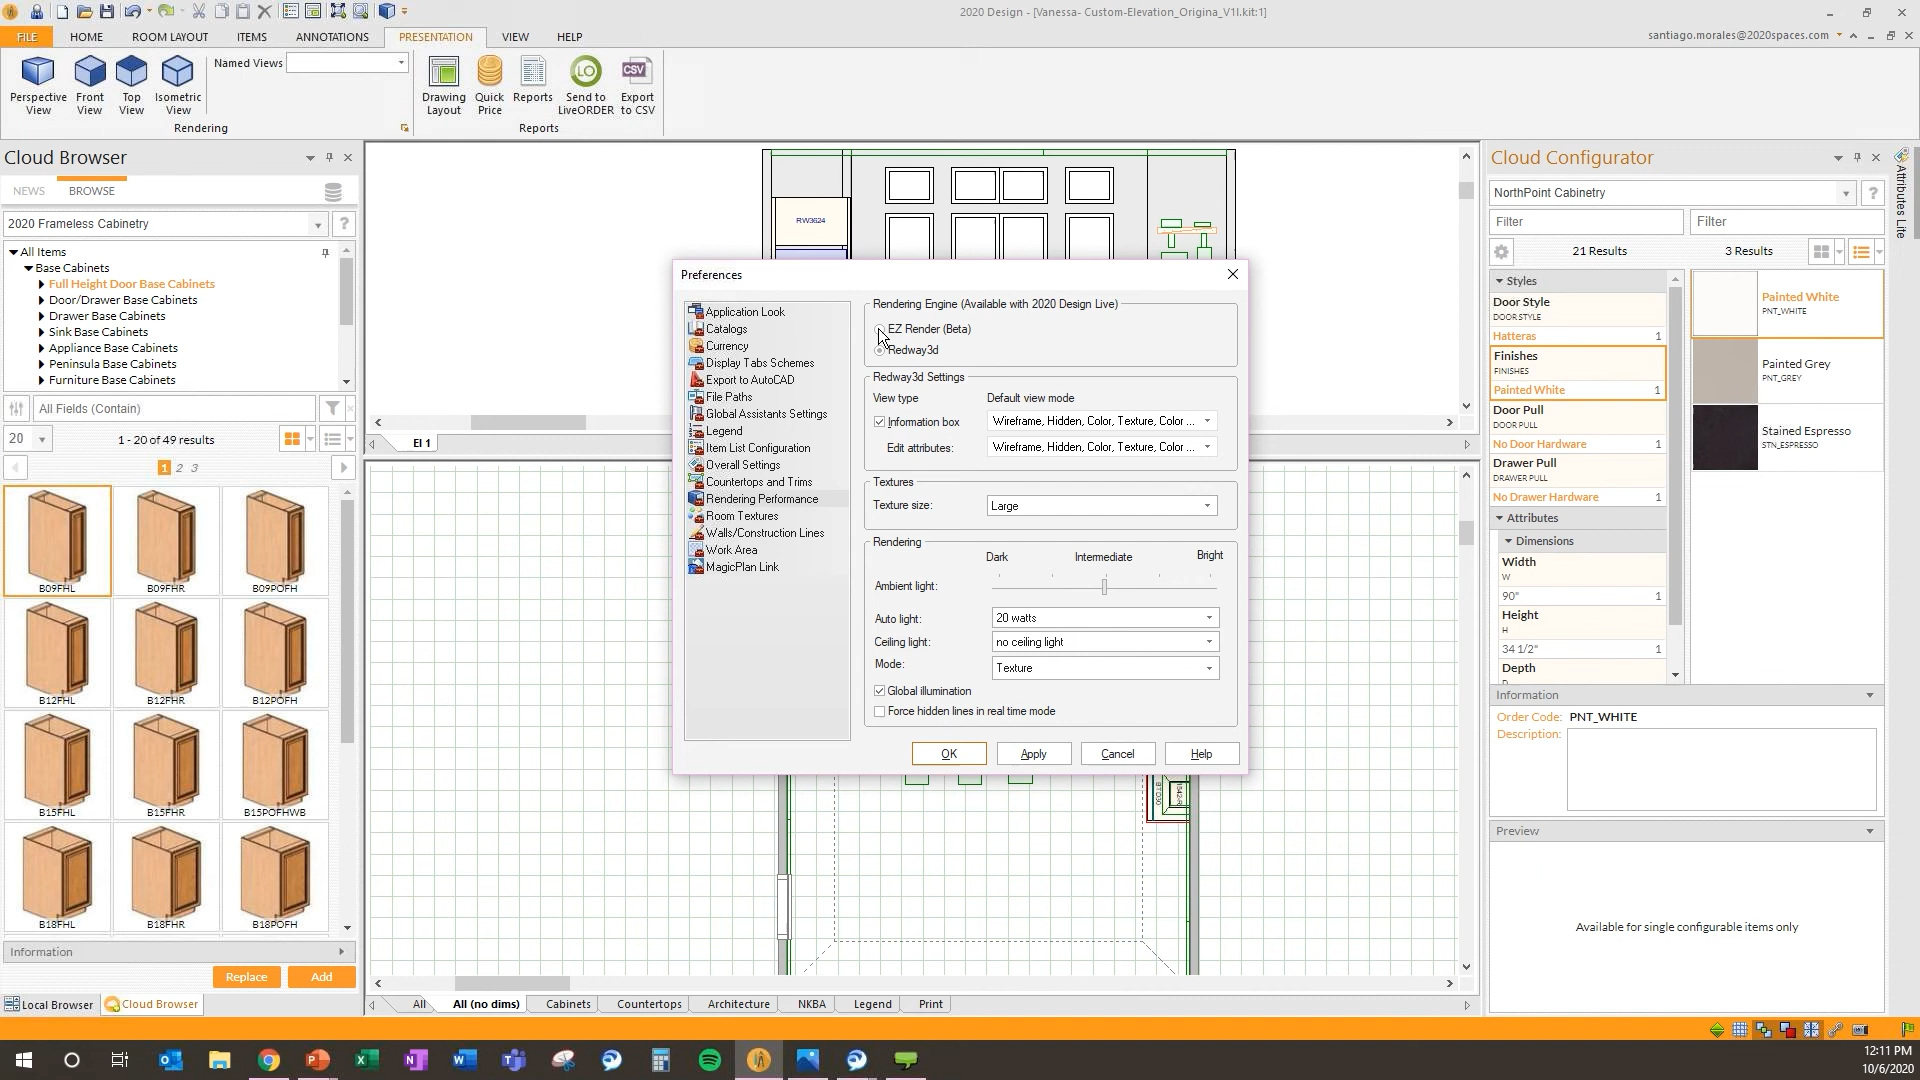 2020 Design - [Vanessa- Custom-Elevation_Origina_V1I.kit:1]
FILE HOME ROOM LAYOUT ITEMS ANNOTATIONS PRESENTATION VIEW HELP
santiago.morales@2020spaces.com
Perspective View
Front View
Top View
Isometric View
Named Views
Rendering
Drawing Layout
Quick Price
Reports
LO
Send to LiveORDER
CSV
Export to CSV
Reports
Cloud Browser
NEWS BROWSE
2020 Frameless Cabinetry
?
All Items
Base Cabinets
Full Height Door Base Cabinets
Door/Drawer Base Cabinets
Drawer Base Cabinets
Sink Base Cabinets
Appliance Base Cabinets
Peninsula Base Cabinets
Furniture Base Cabinets
All Fields (Contain)
20
1 - 20 of 49 results
1 2 3
B09FHL B09FHR B09POFH
B12FHL B12FHR B12POFH
B15FHL B15FHR B15POFHWB
B18FHL B18FHR B18POFH
Information
Replace Add
Local Browser Cloud Browser
RW3624
El 1
Preferences
Application Look
Catalogs
Currency
Display Tabs Schemes
Export to AutoCAD
File Paths
Global Assistants Settings
Legend
Item List Configuration
Overall Settings
Countertops and Trims
Rendering Performance
Room Textures
Walls/Construction Lines
Work Area
MagicPlan Link
Rendering Engine (Available with 2020 Design Live)
EZ Render (Beta)
Redway3d
Redway3d Settings
View type Default view mode
Information box Wireframe, Hidden, Color, Texture, Color ...
Edit attributes: Wireframe, Hidden, Color, Texture, Color ...
Textures
Texture size: Large
Rendering
Dark Intermediate Bright
Ambient light:
Auto light: 20 watts
Ceiling light: no ceiling light
Mode: Texture
Global illumination
Force hidden lines in real time mode
OK Apply Cancel Help
BTO30
All All (no dims) Cabinets Countertops Architecture NKBA Legend Print
Cloud Configurator
NorthPoint Cabinetry
?
Filter Filter
21 Results 3 Results
Styles
Door Style
DOOR STYLE
Hatteras 1
Finishes
FINISHES
Painted White 1
Door Pull
DOOR PULL
No Door Hardware 1
Drawer Pull
DRAWER PULL
No Drawer Hardware 1
Attributes
Dimensions
Width
W
90" 1
Height
H
34 1/2" 1
Depth
Painted White
PNT_WHITE
Painted Grey
PNT_GREY
Stained Espresso
STN_ESPRESSO
Information
Order Code: PNT_WHITE
Description:
Preview
Available for single configurable items only
Attributes Lite
12:11 PM
10/6/2020